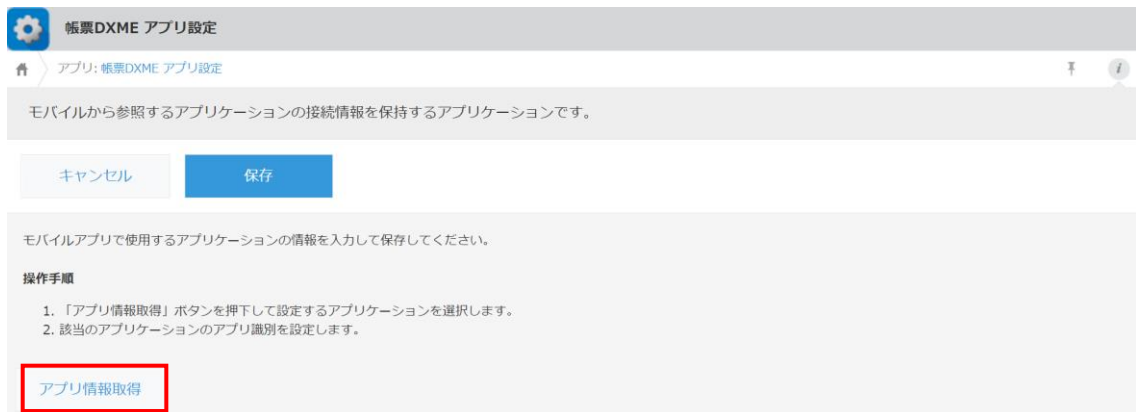 帳票DXME アプリ設定
アプリ: 帳票DXME アプリ設定
モバイルから参照するアプリケーションの接続情報を保持するアプリケーションです。
キャンセル 保存
モバイルアプリで使用するアプリケーションの情報を入力して保存してください。
操作手順
1. 「アプリ情報取得」ボタンを押下して設定するアプリケーションを選択します。
2. 該当のアプリケーションのアプリ識別を設定します。
アプリ情報取得